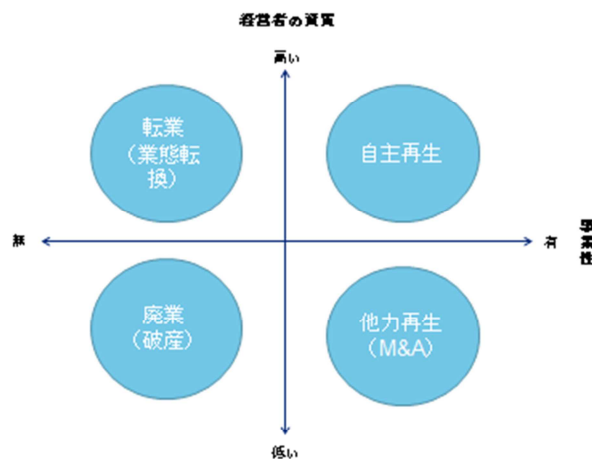 経営者の資質
高い
転業
(業態転
換)
自主再生
無
有
事業性
廃業
(破産)
他力再生
(M&A)
低い